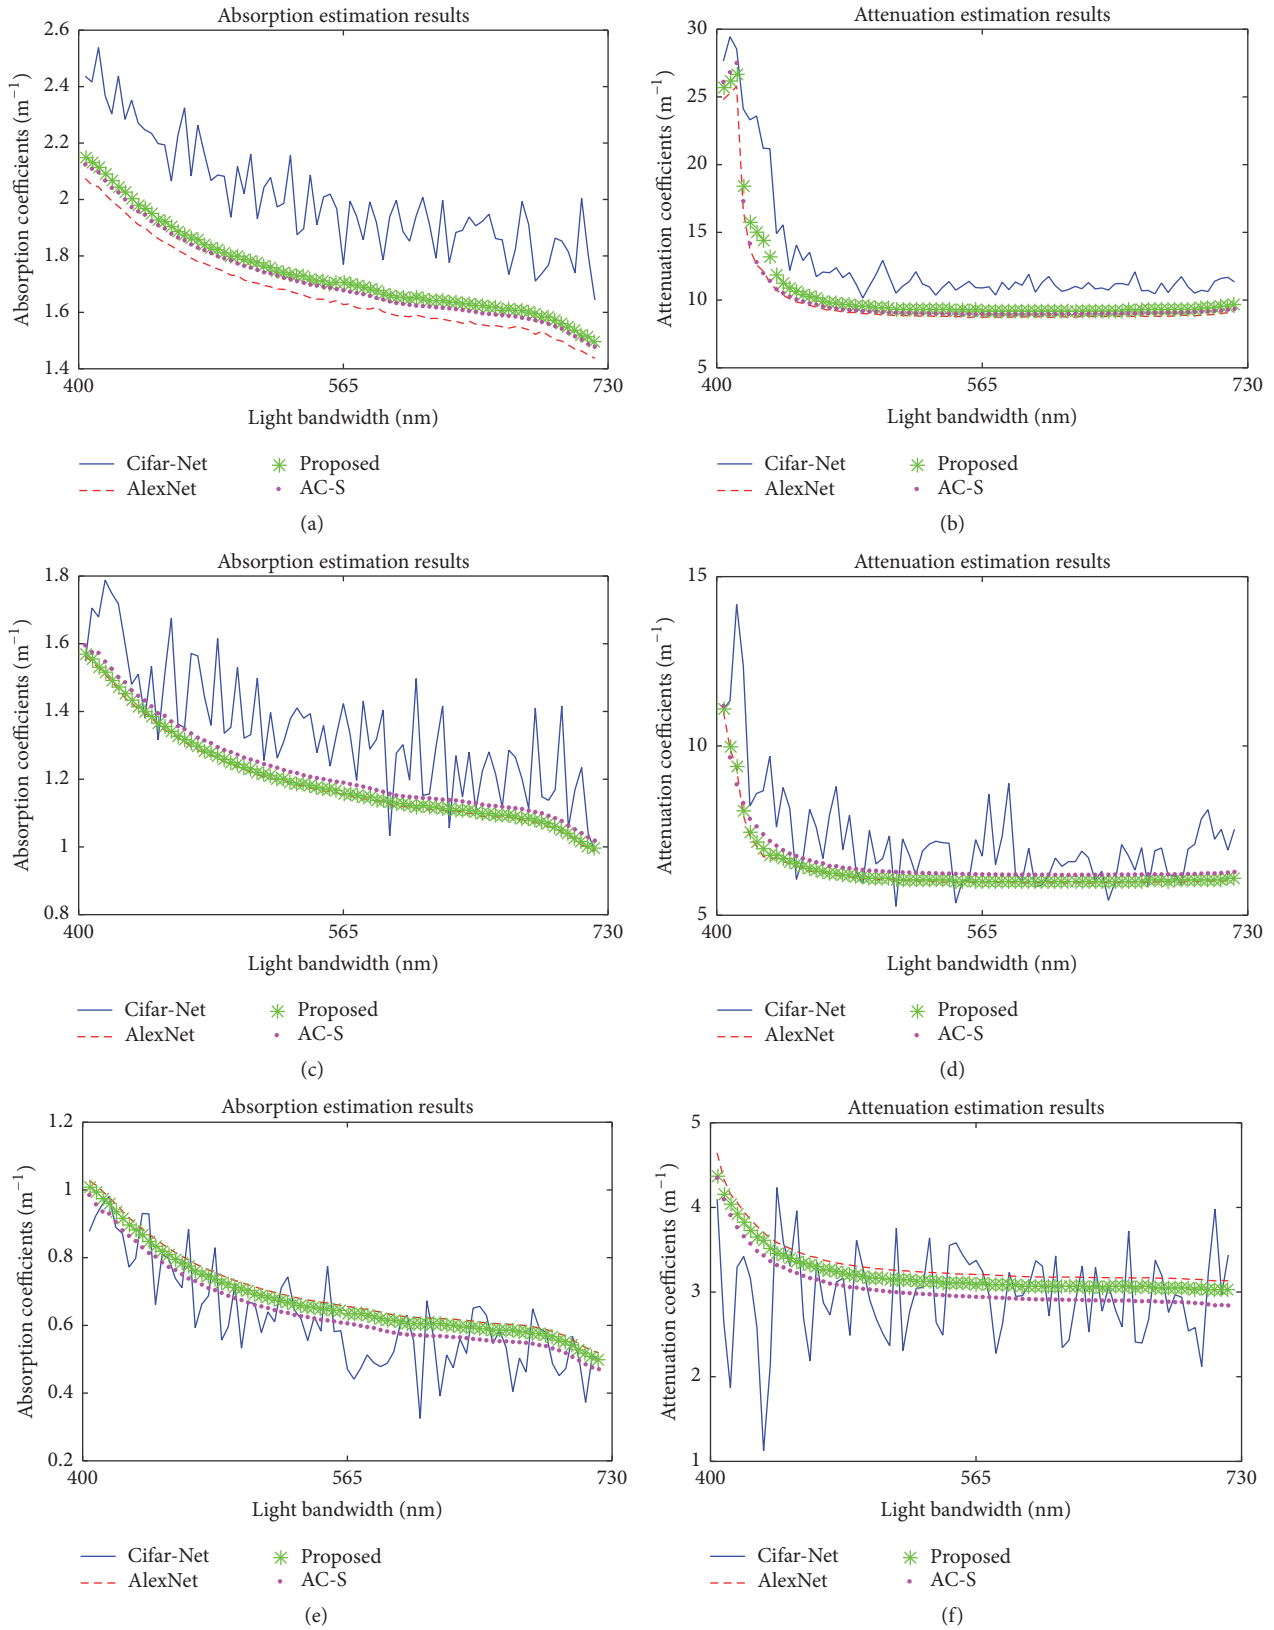 Absorption estimation results
Absorption coefficients (m⁻¹)
2.6
2.4
2.2
2
1.8
1.6
1.4
400
565
730
Light bandwidth (nm)
Cifar-Net
AlexNet
Proposed
AC-S
(a)
Attenuation estimation results
Attenuation coefficients (m⁻¹)
30
25
20
15
10
5
400
565
730
Light bandwidth (nm)
Cifar-Net
AlexNet
Proposed
AC-S
(b)
Absorption estimation results
Absorption coefficients (m⁻¹)
1.8
1.6
1.4
1.2
1
0.8
400
565
730
Light bandwidth (nm)
Cifar-Net
AlexNet
Proposed
AC-S
(c)
Attenuation estimation results
Attenuation coefficients (m⁻¹)
15
10
5
400
565
730
Light bandwidth (nm)
Cifar-Net
AlexNet
Proposed
AC-S
(d)
Absorption estimation results
Absorption coefficients (m⁻¹)
1.2
1
0.8
0.6
0.4
0.2
400
565
730
Light bandwidth (nm)
Cifar-Net
AlexNet
Proposed
AC-S
(e)
Attenuation estimation results
Attenuation coefficients (m⁻¹)
5
4
3
2
1
400
565
730
Light bandwidth (nm)
Cifar-Net
AlexNet
Proposed
AC-S
(f)